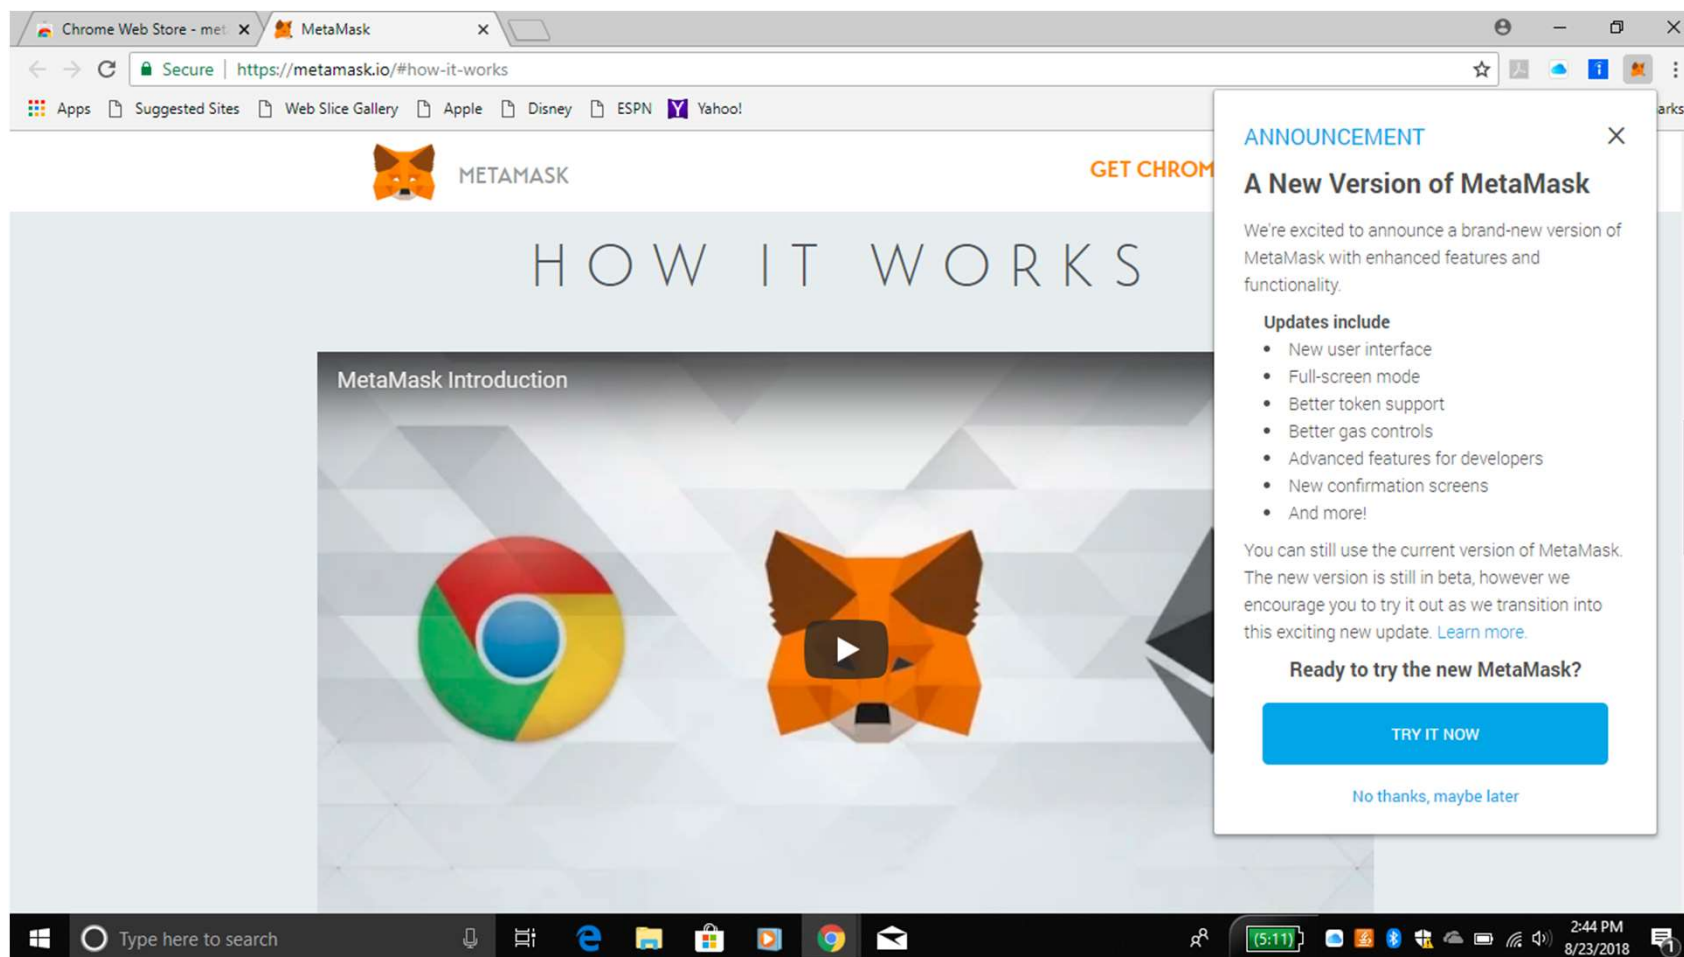 Chrome Web Store - met
MetaMask
Secure | https://metamask.io/#how-it-works
Apps Suggested Sites Web Slice Gallery Apple Disney ESPN Yahoo!
arks
METAMASK
GET CHROM
HOW IT WORKS
MetaMask Introduction
ANNOUNCEMENT
A New Version of MetaMask
We're excited to announce a brand-new version of
MetaMask with enhanced features and
functionality.
Updates include
• New user interface
• Full-screen mode
• Better token support
• Better gas controls
• Advanced features for developers
• New confirmation screens
• And more!
You can still use the current version of MetaMask.
The new version is still in beta, however we
encourage you to try it out as we transition into
this exciting new update. Learn more.
Ready to try the new MetaMask?
TRY IT NOW
No thanks, maybe later
Type here to search
(5:11)
2:44 PM
8/23/2018
1